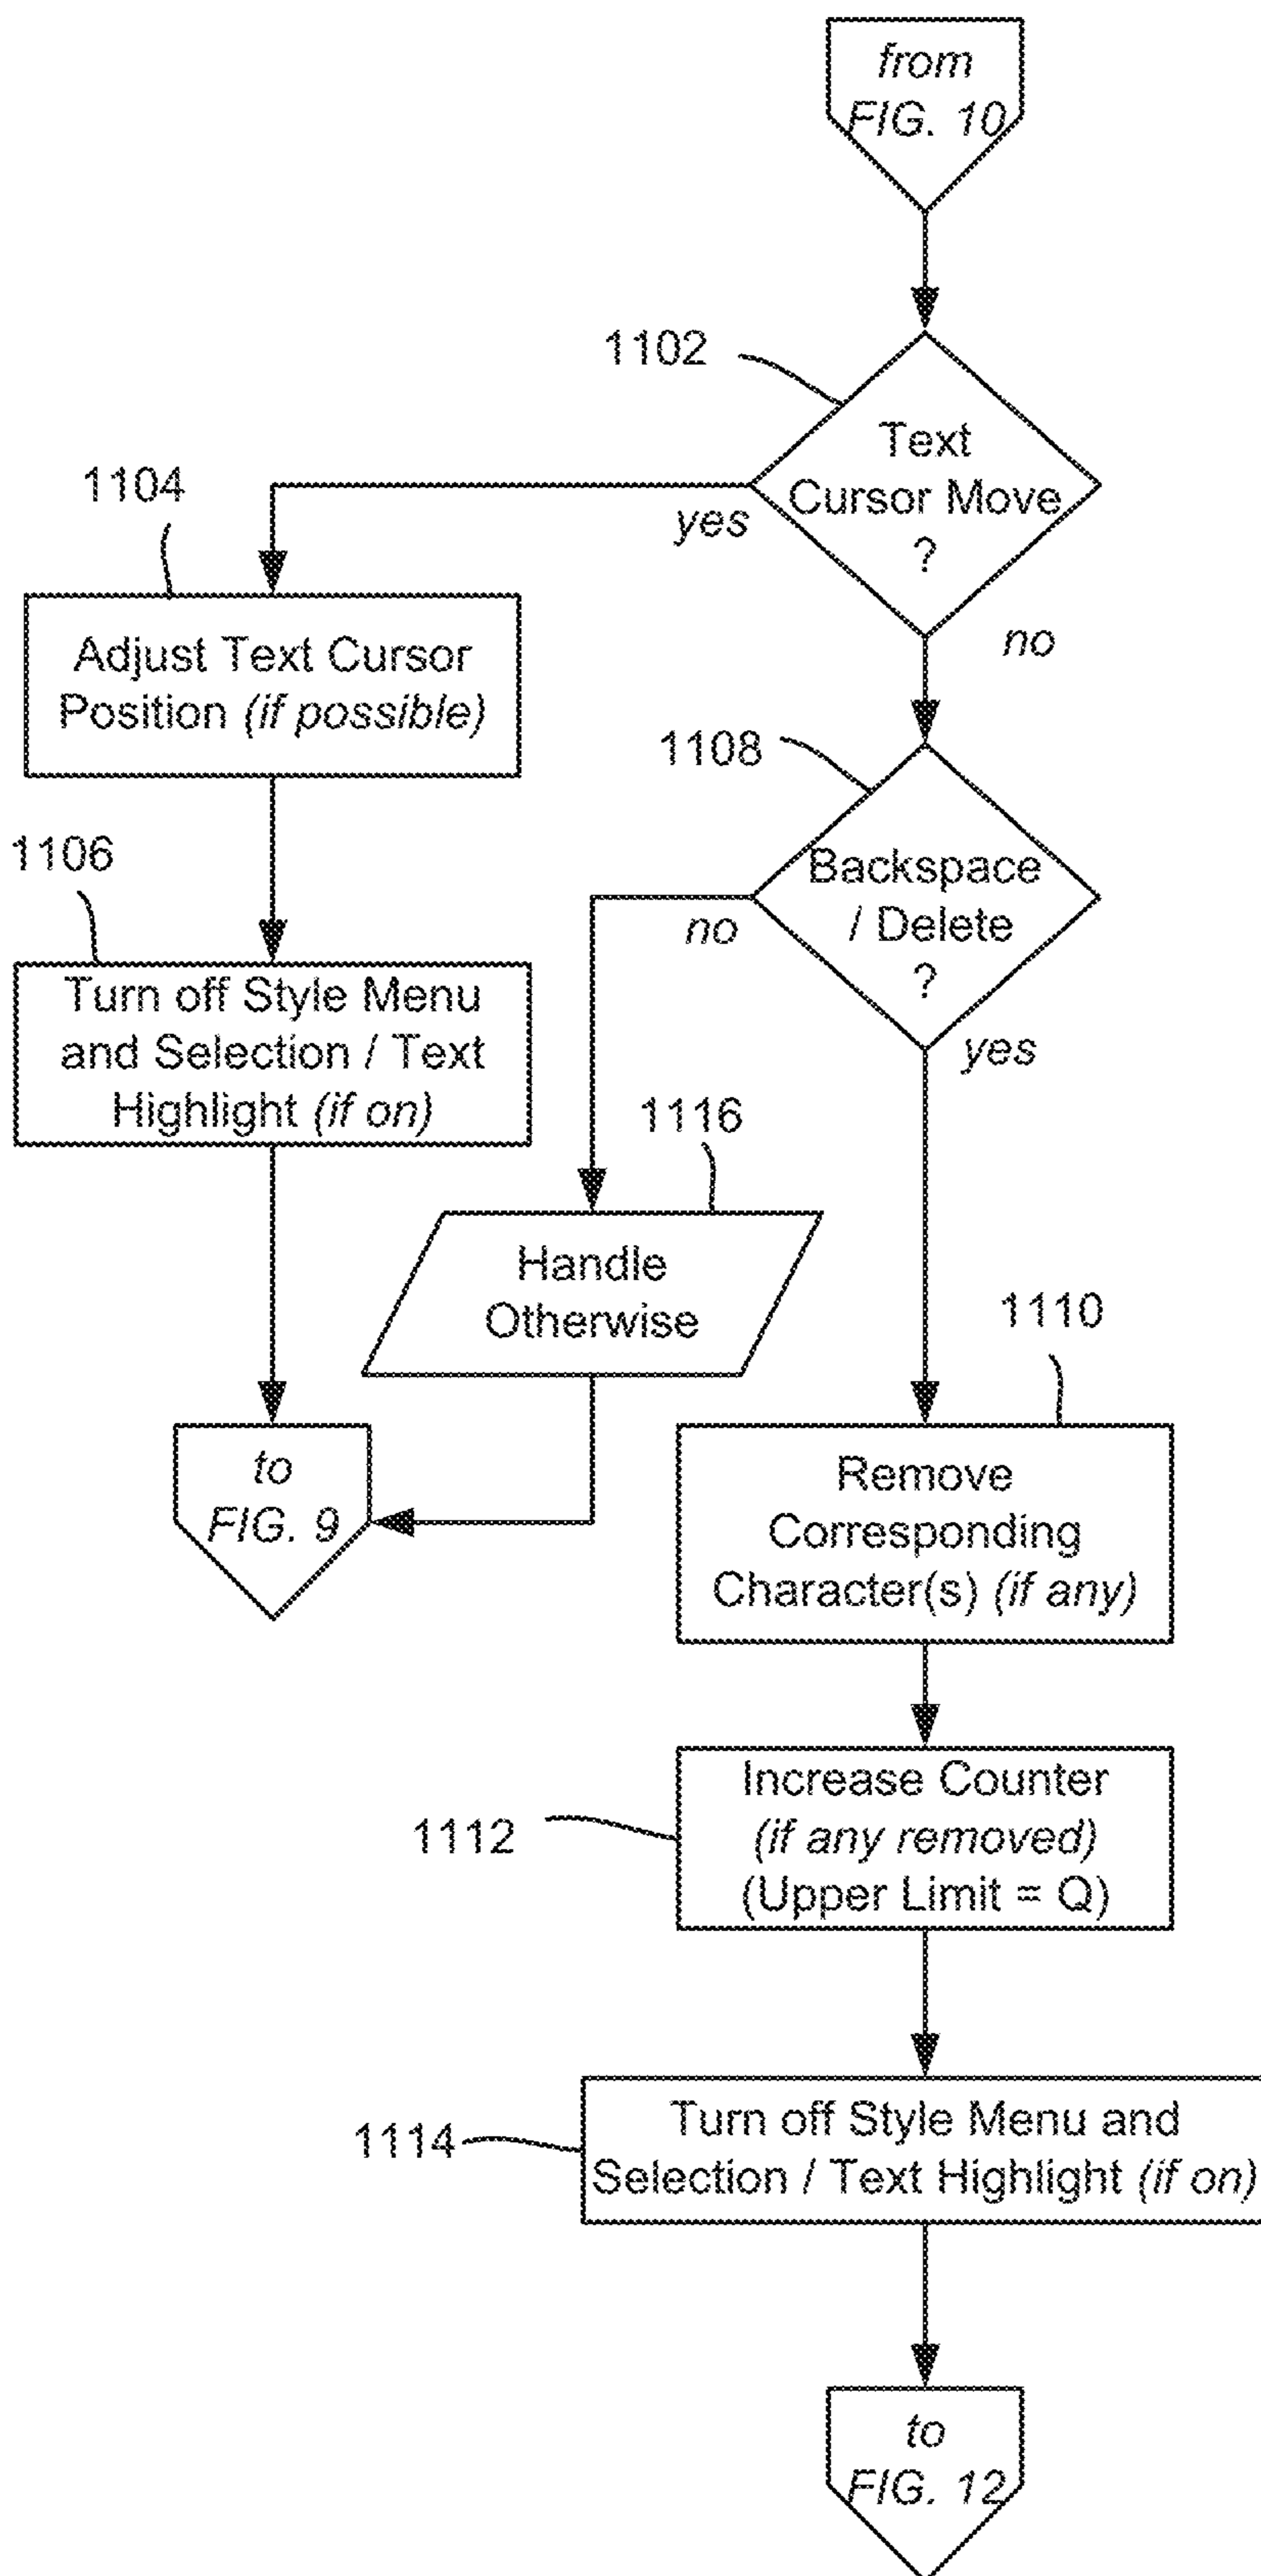 from
FIG. 10
1102
Text
Cursor Move
?
yes
no
1104
Adjust Text Cursor
Position (if possible)
1106
Turn off Style Menu
and Selection / Text
Highlight (if on)
1108
Backspace
/ Delete
?
no
yes
1116
Handle
Otherwise
to
FIG. 9
1110
Remove
Corresponding
Character(s) (if any)
1112
Increase Counter
(if any removed)
(Upper Limit = Q)
1114
Turn off Style Menu and
Selection / Text Highlight (if on)
to
FIG. 12